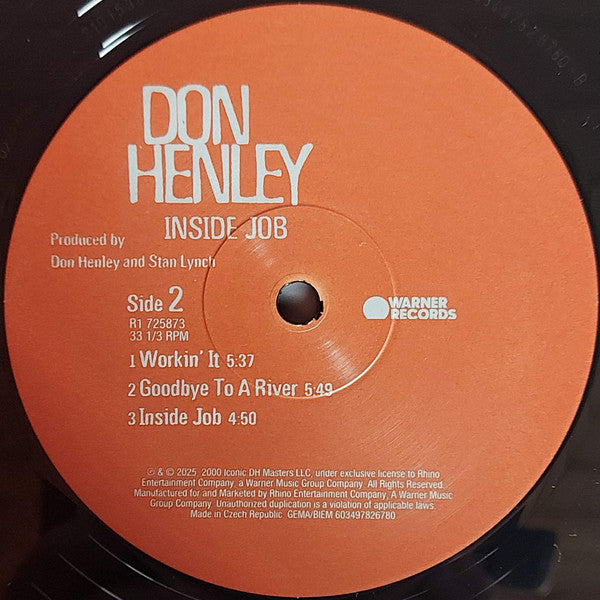 DON
HENLEY
INSIDE JOB
Produced by
Don Henley and Stan Lynch
Side 2
R1 725873
33 1/3 RPM
WARNER
RECORDS
1 Workin' It 5:37
2 Goodbye To A River 5:49
3 Inside Job 4:50
℗ & © 2025, 2000 Iconic DH Masters LLC, under exclusive license to Rhino
Entertainment Company, a Warner Music Group Company. All Rights Reserved.
Manufactured for and Marketed by Rhino Entertainment Company, A Warner Music
Group Company. Unauthorized duplication is a violation of applicable laws.
Made in Czech Republic. GEMA/BIEM 603497826780